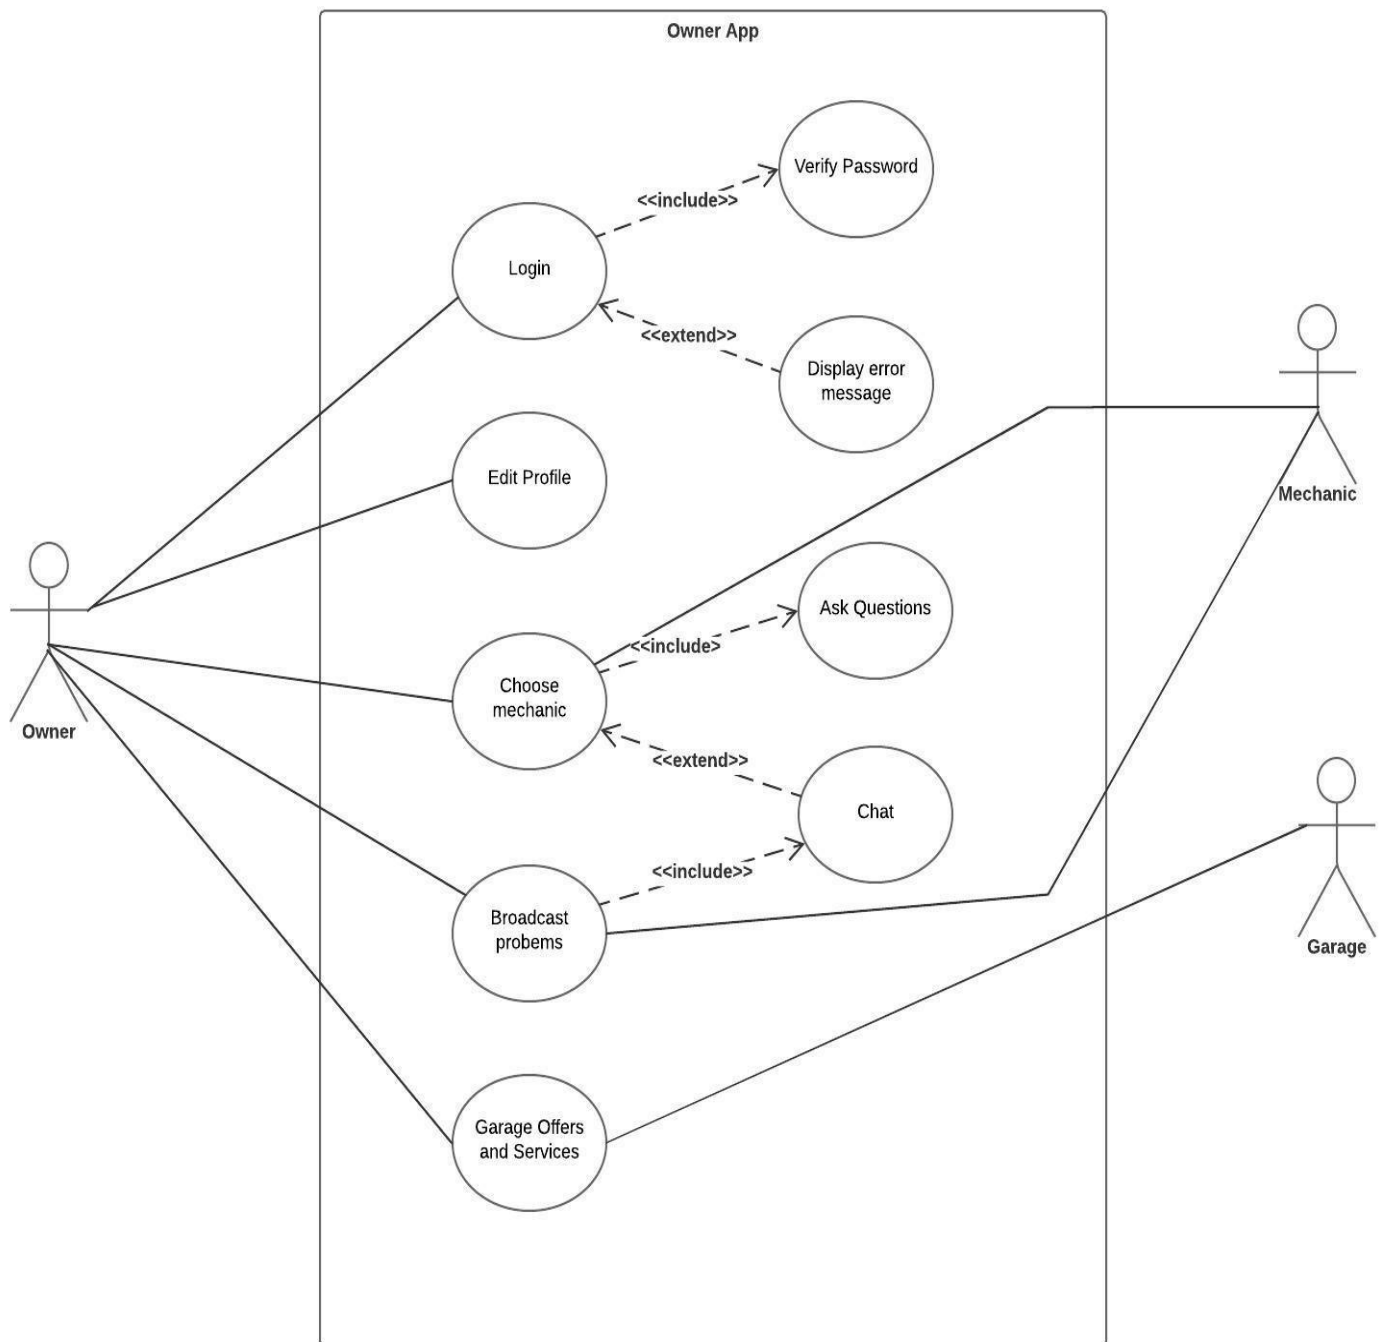 Owner App
Verify Password
<<include>>
Login
<<extend>>
Display error
message
Edit Profile
Mechanic
Ask Questions
<<include>
Choose
mechanic
Owner
<<extend>>
Chat
<<include>>
Broadcast
probems
Garage
Garage Offers
and Services